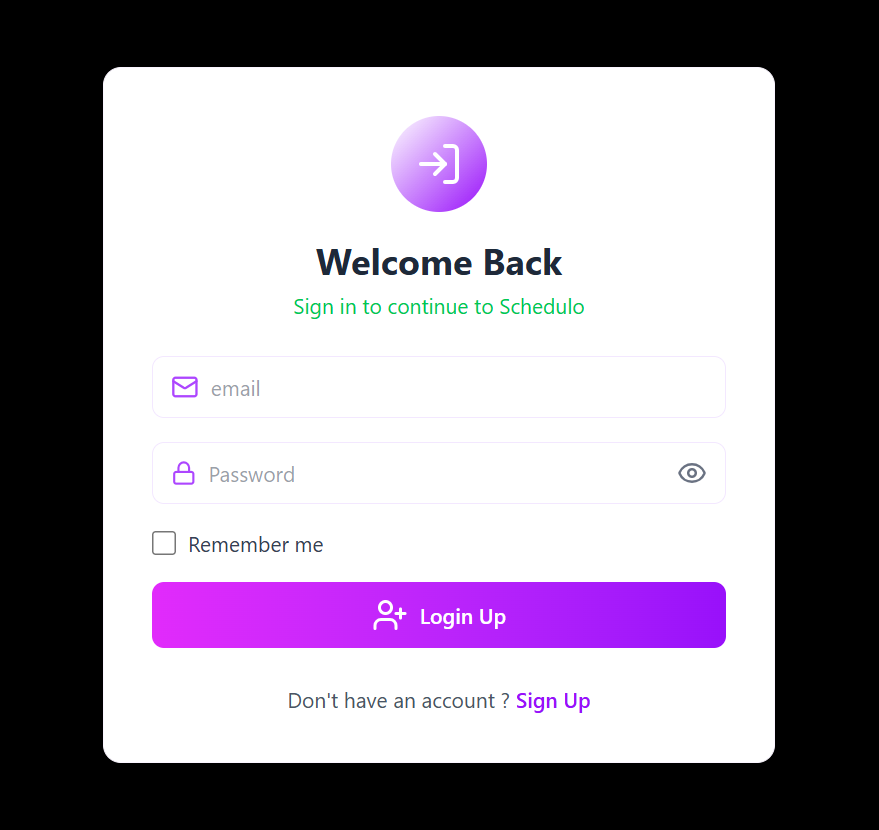 Welcome Back
Sign in to continue to Schedulo
email
Password
Remember me
Login Up
Don't have an account ? Sign Up